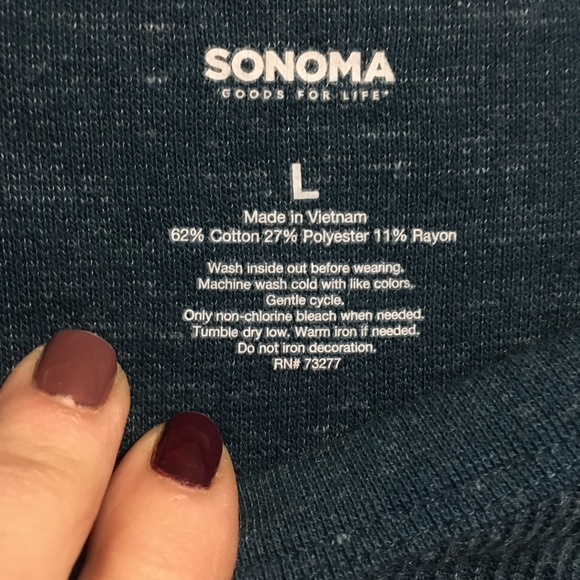 SONOMA
GOODS FOR LIFE
L
Made in Vietnam
62% Cotton 27% Polyester 11% Rayon
Wash inside out before wearing.
Machine wash cold with like colors.
Gentle cycle.
Only non-chlorine bleach when needed.
Tumble dry low. Warm iron if needed.
Do not iron decoration.
RN# 73277